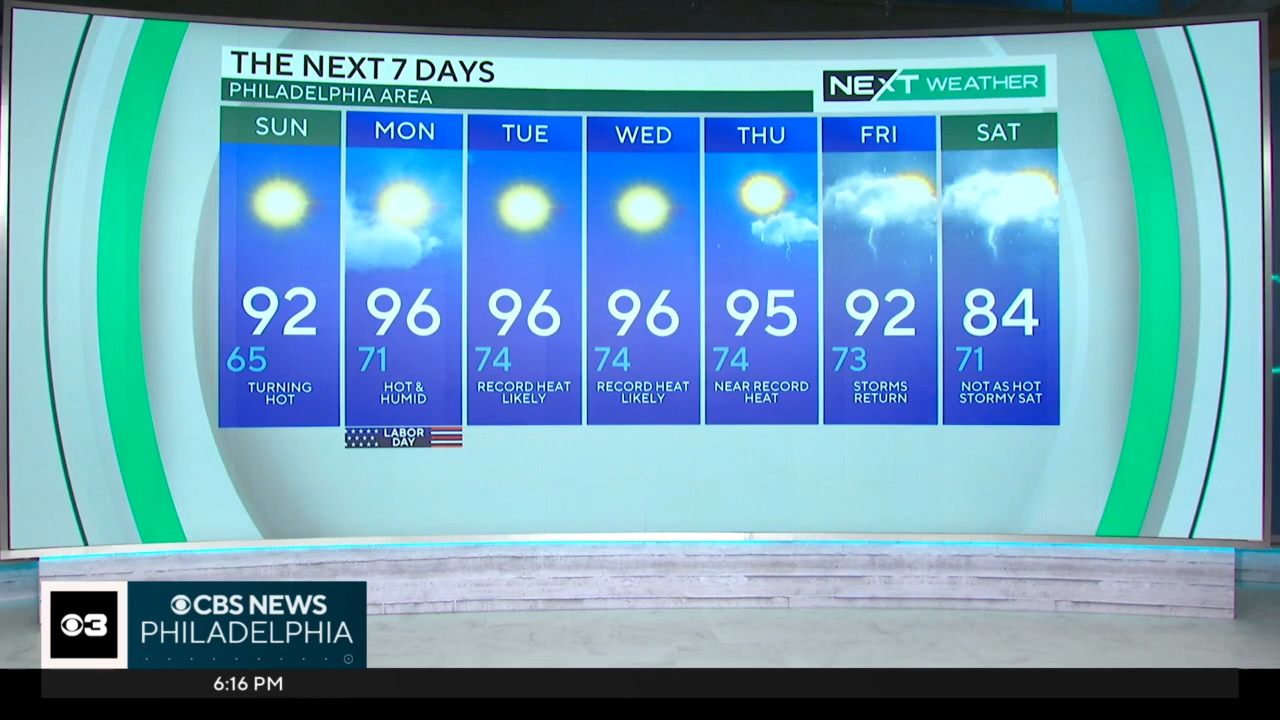 THE NEXT 7 DAYS
PHILADELPHIA AREA
NEXT WEATHER
SUN
MON
TUE
WED
THU
FRI
SAT
92
96
96
96
95
92
84
65
71
74
74
74
73
71
TURNING
HOT
HOT &
HUMID
RECORD HEAT
LIKELY
RECORD HEAT
LIKELY
NEAR RECORD
HEAT
STORMS
RETURN
NOT AS HOT
STORMY SAT
LABOR
DAY
3
CBS NEWS
PHILADELPHIA
6:16 PM